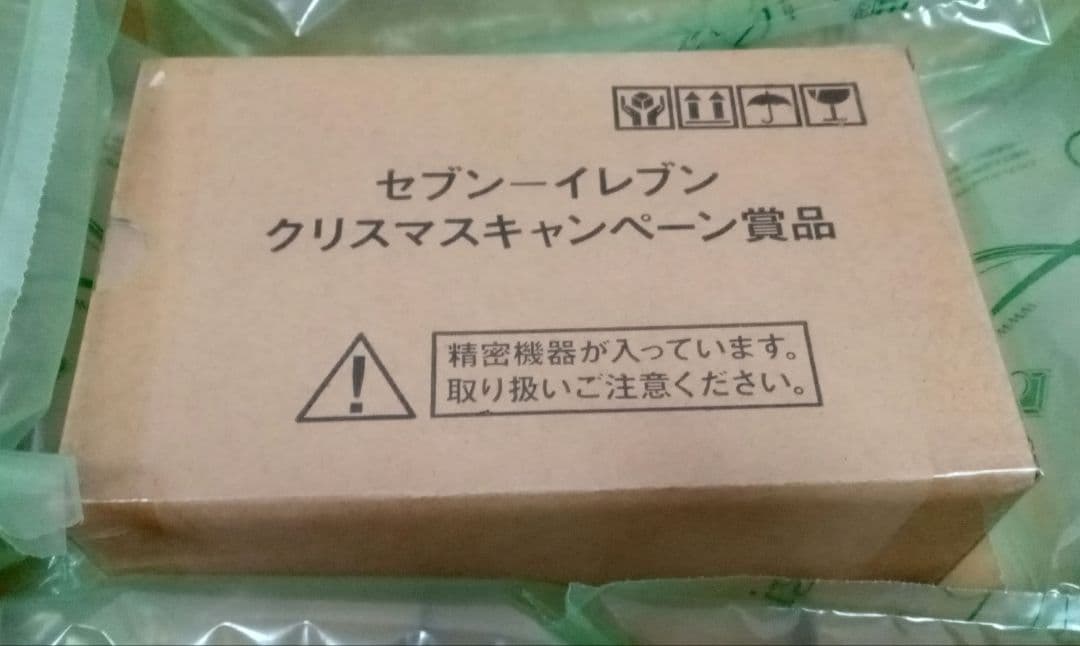 セブン−イレブン
クリスマスキャンペーン賞品
精密機器が入っています。
取り扱いご注意ください。